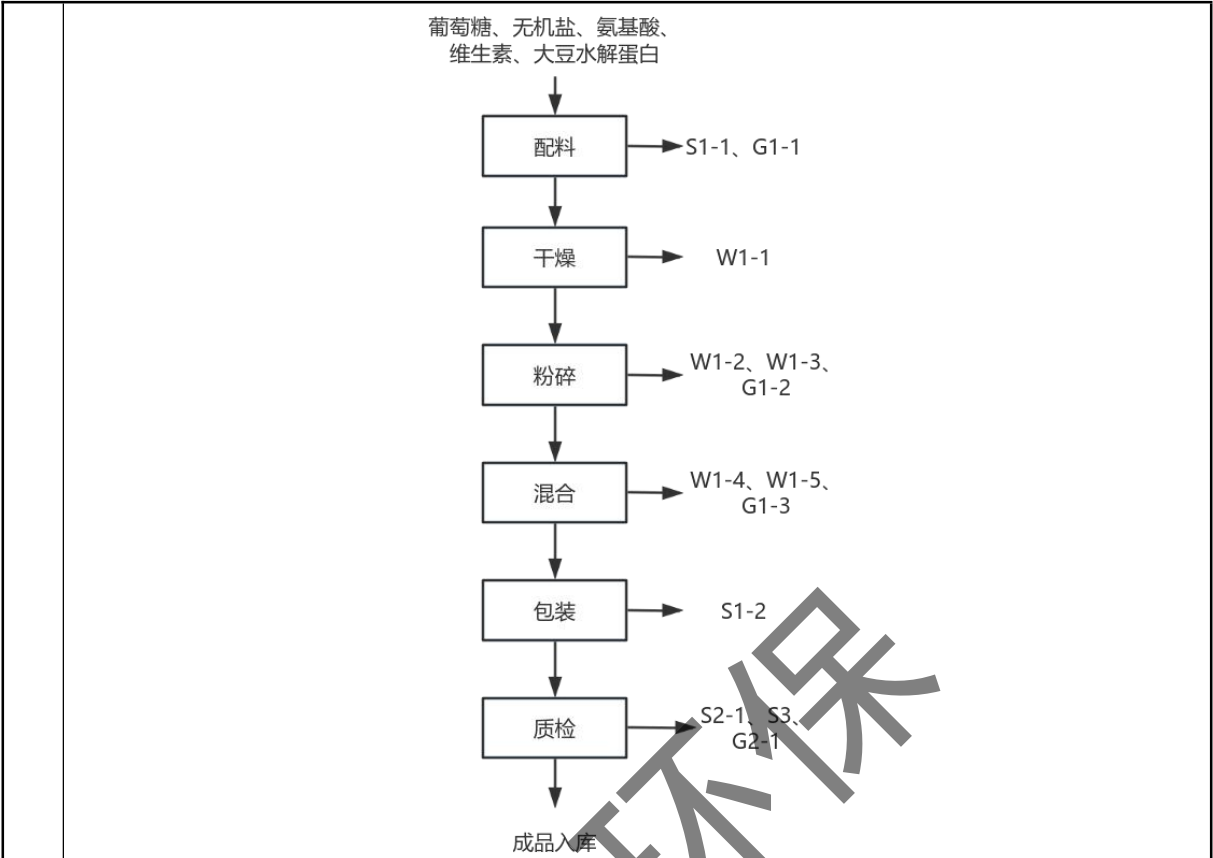 葡萄糖、无机盐、氨基酸、
维生素、大豆水解蛋白
配料
S1-1、G1-1
干燥
W1-1
粉碎
W1-2、W1-3、
G1-2
混合
W1-4、W1-5、
G1-3
包装
S1-2
质检
S2-1、S3、
G2-1
成品入库
环保